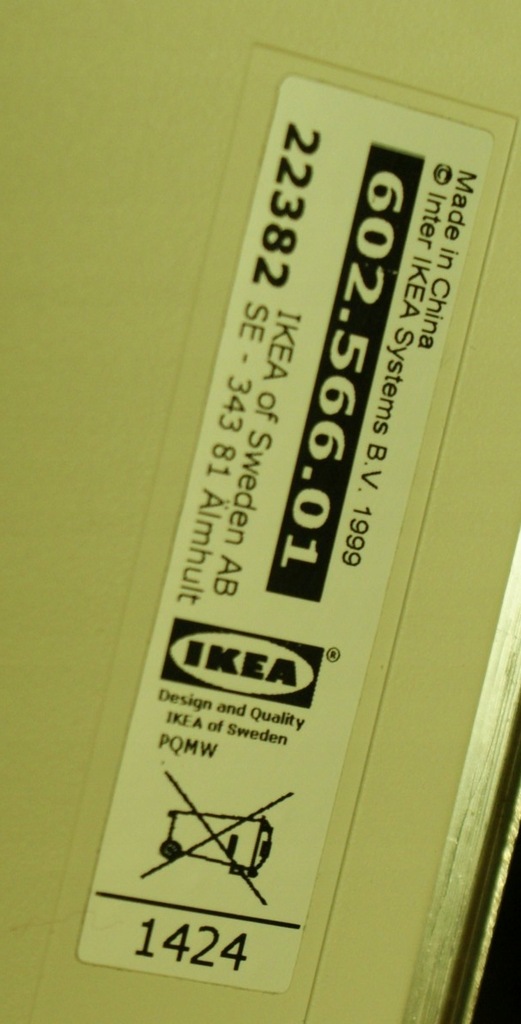 Made in China
© Inter IKEA Systems B.V. 1999
602.566.01
22382
IKEA of Sweden AB
SE - 343 81 Älmhult
IKEA®
Design and Quality
IKEA of Sweden
PQMW
1424